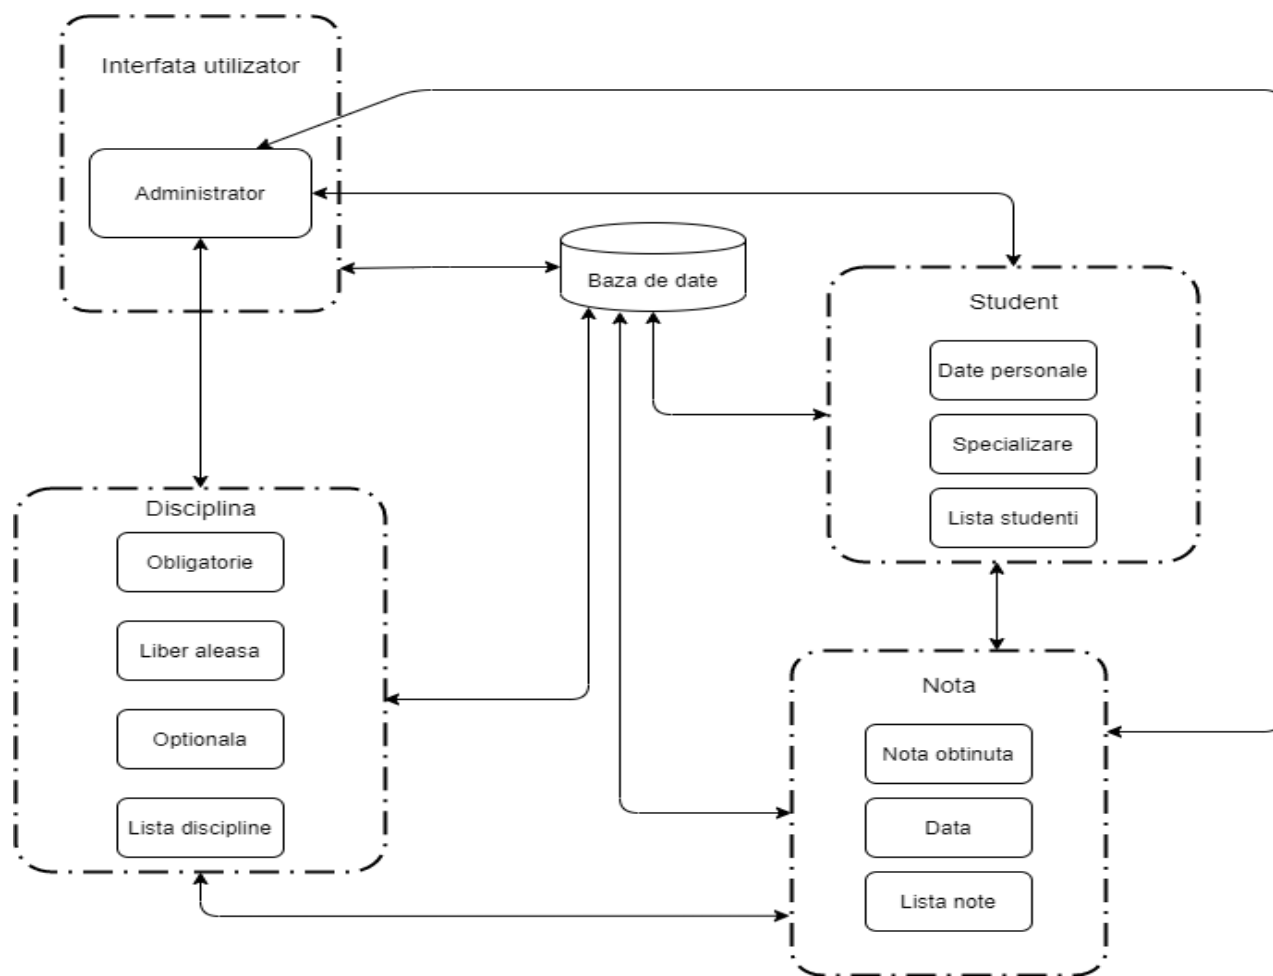 Interfata utilizator
Administrator
Baza de date
Student
Date personale
Specializare
Lista studenti
Disciplina
Obligatorie
Liber aleasa
Optionala
Lista discipline
Nota
Nota obtinuta
Data
Lista note